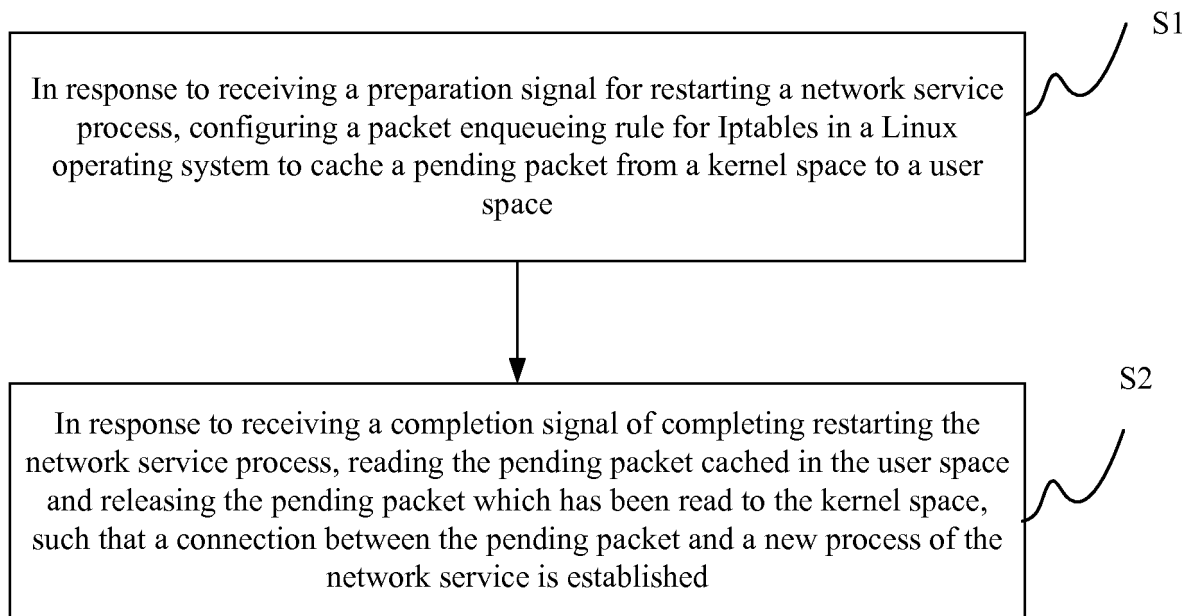 S1
In response to receiving a preparation signal for restarting a network service
process, configuring a packet enqueueing rule for Iptables in a Linux
operating system to cache a pending packet from a kernel space to a user
space
S2
In response to receiving a completion signal of completing restarting the
network service process, reading the pending packet cached in the user space
and releasing the pending packet which has been read to the kernel space,
such that a connection between the pending packet and a new process of the
network service is established